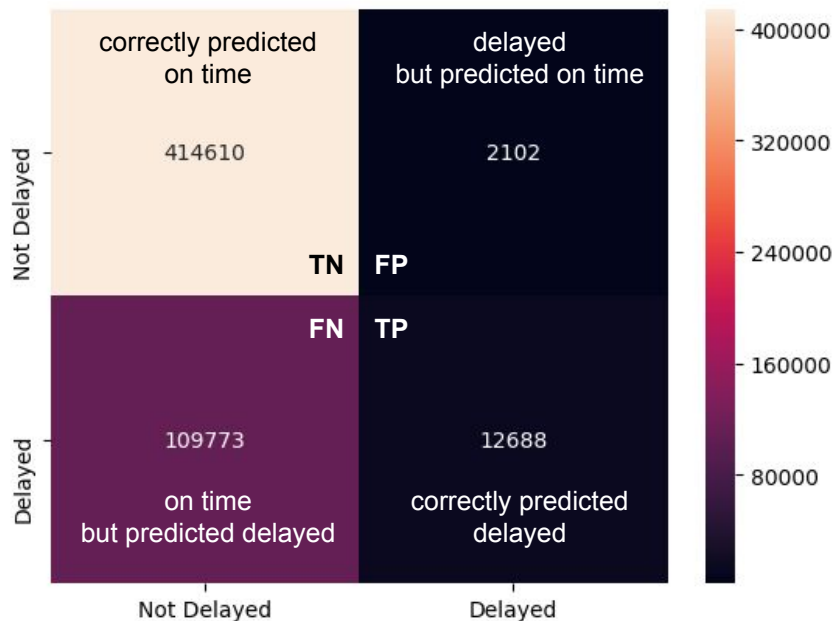 correctly predicted
on time
delayed
but predicted on time
414610
2102
TN
FP
FN
TP
109773
12688
on time
but predicted delayed
correctly predicted
delayed
Not Delayed
Delayed
Not Delayed
Delayed
400000
320000
240000
160000
80000